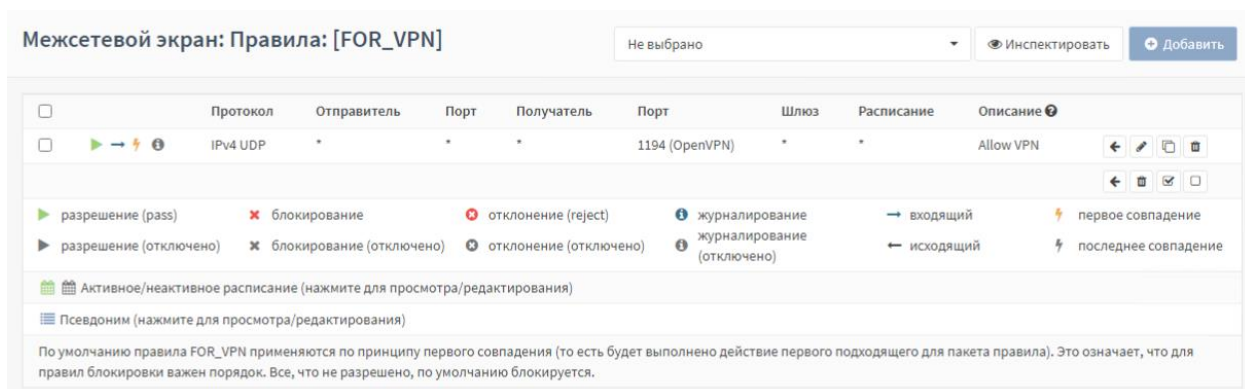 Межсетевой экран: Правила: [FOR_VPN]
Не выбрано
Инспектировать
Добавить
Протокол Отправитель Порт Получатель Порт Шлюз Расписание Описание
IPv4 UDP * * * 1194 (OpenVPN) * * Allow VPN
разрешение (pass) блокирование отклонение (reject) журналирование входящий первое совпадение
разрешение (отключено) блокирование (отключено) отклонение (отключено) журналирование (отключено) исходящий последнее совпадение
Активное/неактивное расписание (нажмите для просмотра/редактирования)
Псевдоним (нажмите для просмотра/редактирования)
По умолчанию правила FOR_VPN применяются по принципу первого совпадения (то есть будет выполнено действие первого подходящего для пакета правила). Это означает, что для
правил блокировки важен порядок. Все, что не разрешено, по умолчанию блокируется.